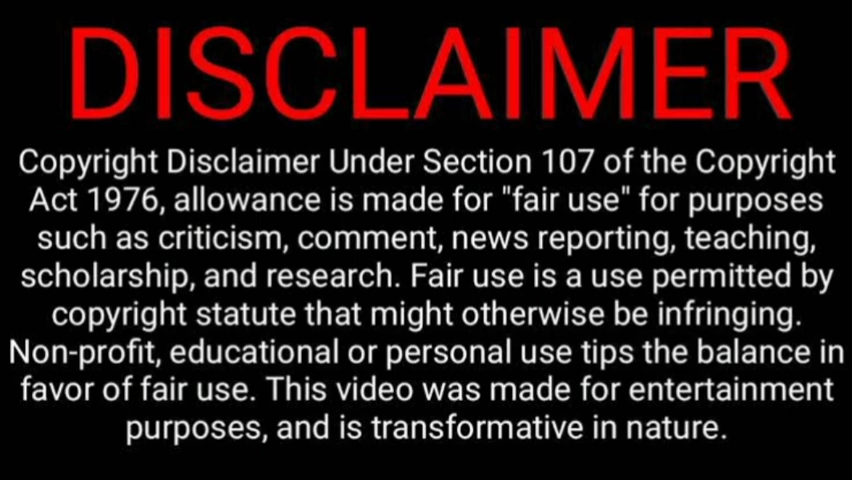 DISCLAIMER
Copyright Disclaimer Under Section 107 of the Copyright
Act 1976, allowance is made for "fair use" for purposes
such as criticism, comment, news reporting, teaching,
scholarship, and research. Fair use is a use permitted by
copyright statute that might otherwise be infringing.
Non-profit, educational or personal use tips the balance in
favor of fair use. This video was made for entertainment
purposes, and is transformative in nature.